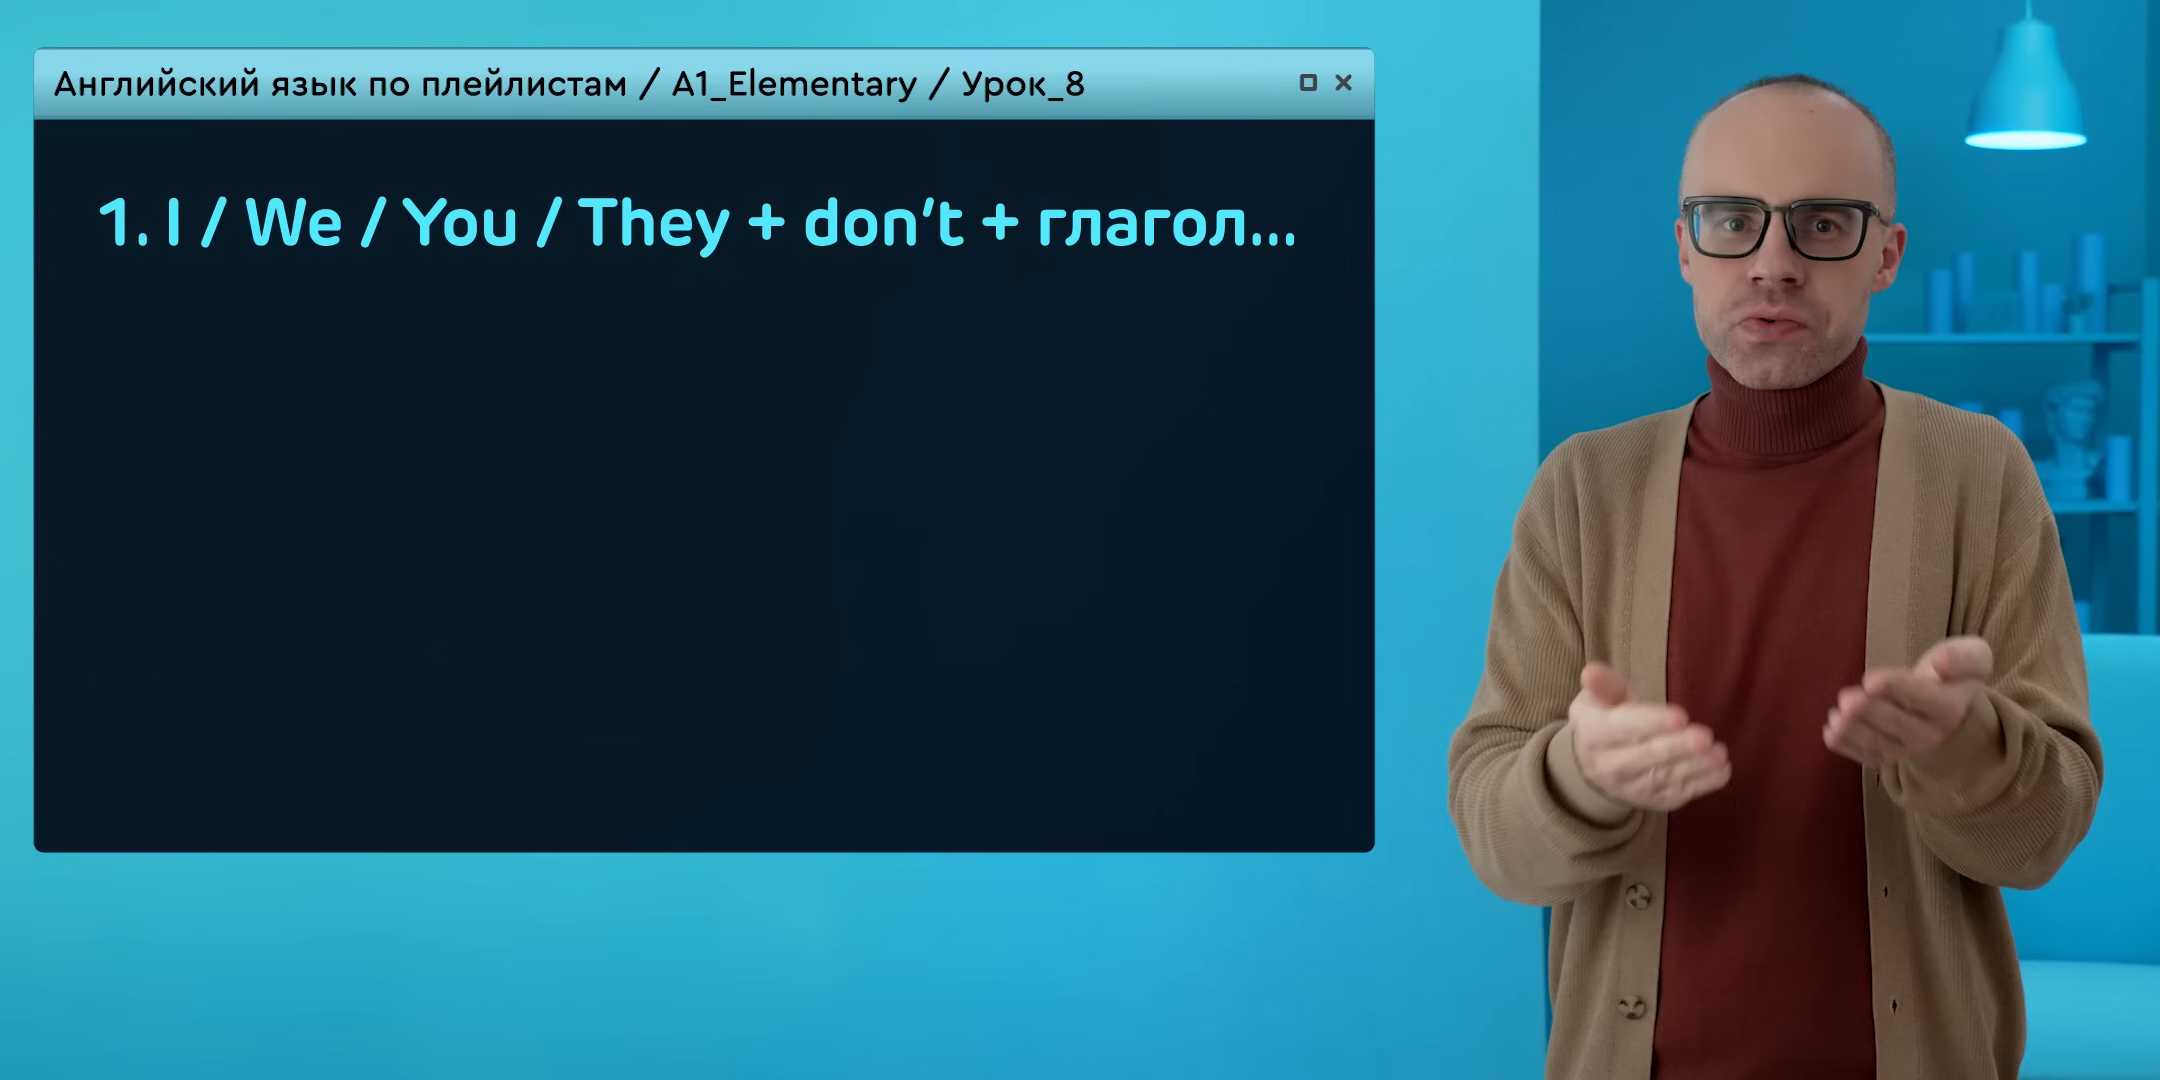 Английский язык по плейлистам / A1_Elementary / Урок_8
1. I / We / You / They + don’t + глагол...